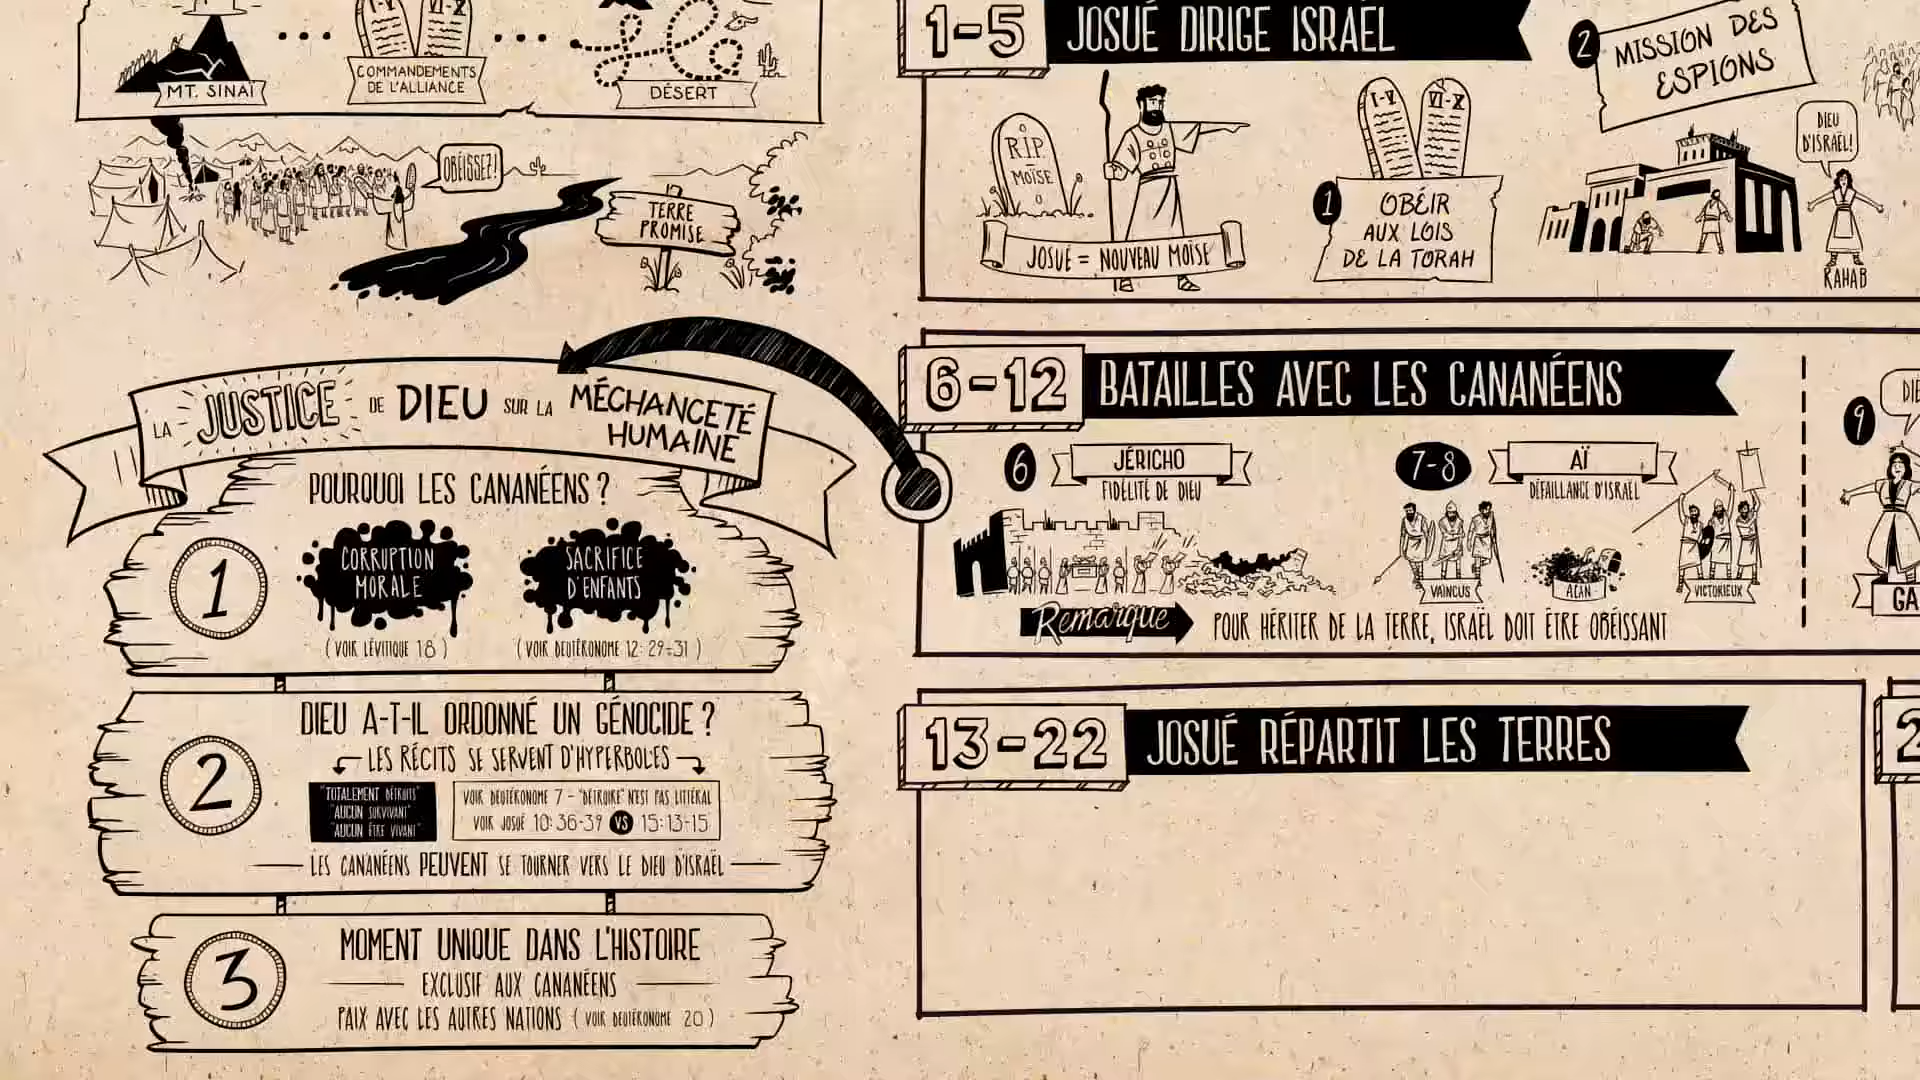 I-V VI-X
MT. SINAÏ
COMMANDEMENTS
DE L'ALLIANCE
DÉSERT
OBÉISSEZ!
TERRE
PROMISE
LA JUSTICE DE DIEU SUR LA MÉCHANCETÉ
HUMAINE
POURQUOI LES CANANÉENS ?
1
CORRUPTION
MORALE
(VOIR LÉVITIQUE 18)
SACRIFICE
D'ENFANTS
(VOIR DEUTÉRONOME 12: 29-31)
2
DIEU A-T-IL ORDONNÉ UN GÉNOCIDE ?
LES RÉCITS SE SERVENT D'HYPERBOLES
"TOTALEMENT DÉTRUITS"
"AUCUN SURVIVANT"
"AUCUN ÊTRE VIVANT"
VOIR DEUTÉRONOME 7 - "DÉTRUIRE" N'EST PAS LITTÉRAL
VOIR JOSUÉ 10:36-39 VS 15:13-15
LES CANANÉENS PEUVENT SE TOURNER VERS LE DIEU D'ISRAËL
3
MOMENT UNIQUE DANS L'HISTOIRE
EXCLUSIF AUX CANANÉENS
PAIX AVEC LES AUTRES NATIONS (VOIR DEUTÉRONOME 20)
1-5 JOSUÉ DIRIGE ISRAËL
R.I.P.
MOÏSE
JOSUÉ = NOUVEAU MOÏSE
I-V VI-X
1
OBÉIR
AUX LOIS
DE LA TORAH
2
MISSION DES
ESPIONS
DIEU
D'ISRAËL!
RAHAB
6-12 BATAILLES AVEC LES CANANÉENS
6 JÉRICHO
FIDÉLITÉ DE DIEU
7-8 AÏ
DÉFAILLANCE D'ISRAËL
VAINCUS
ACAN
VICTORIEUX
Remarque POUR HÉRITER DE LA TERRE, ISRAËL DOIT ÊTRE OBÉISSANT
9
DIE
GA
13-22 JOSUÉ RÉPARTIT LES TERRES
2